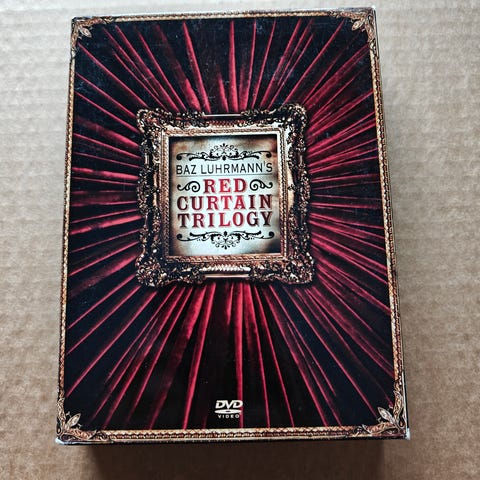 BAZ LUHRMANN'S
RED
CURTAIN
TRILOGY
DVD
VIDEO